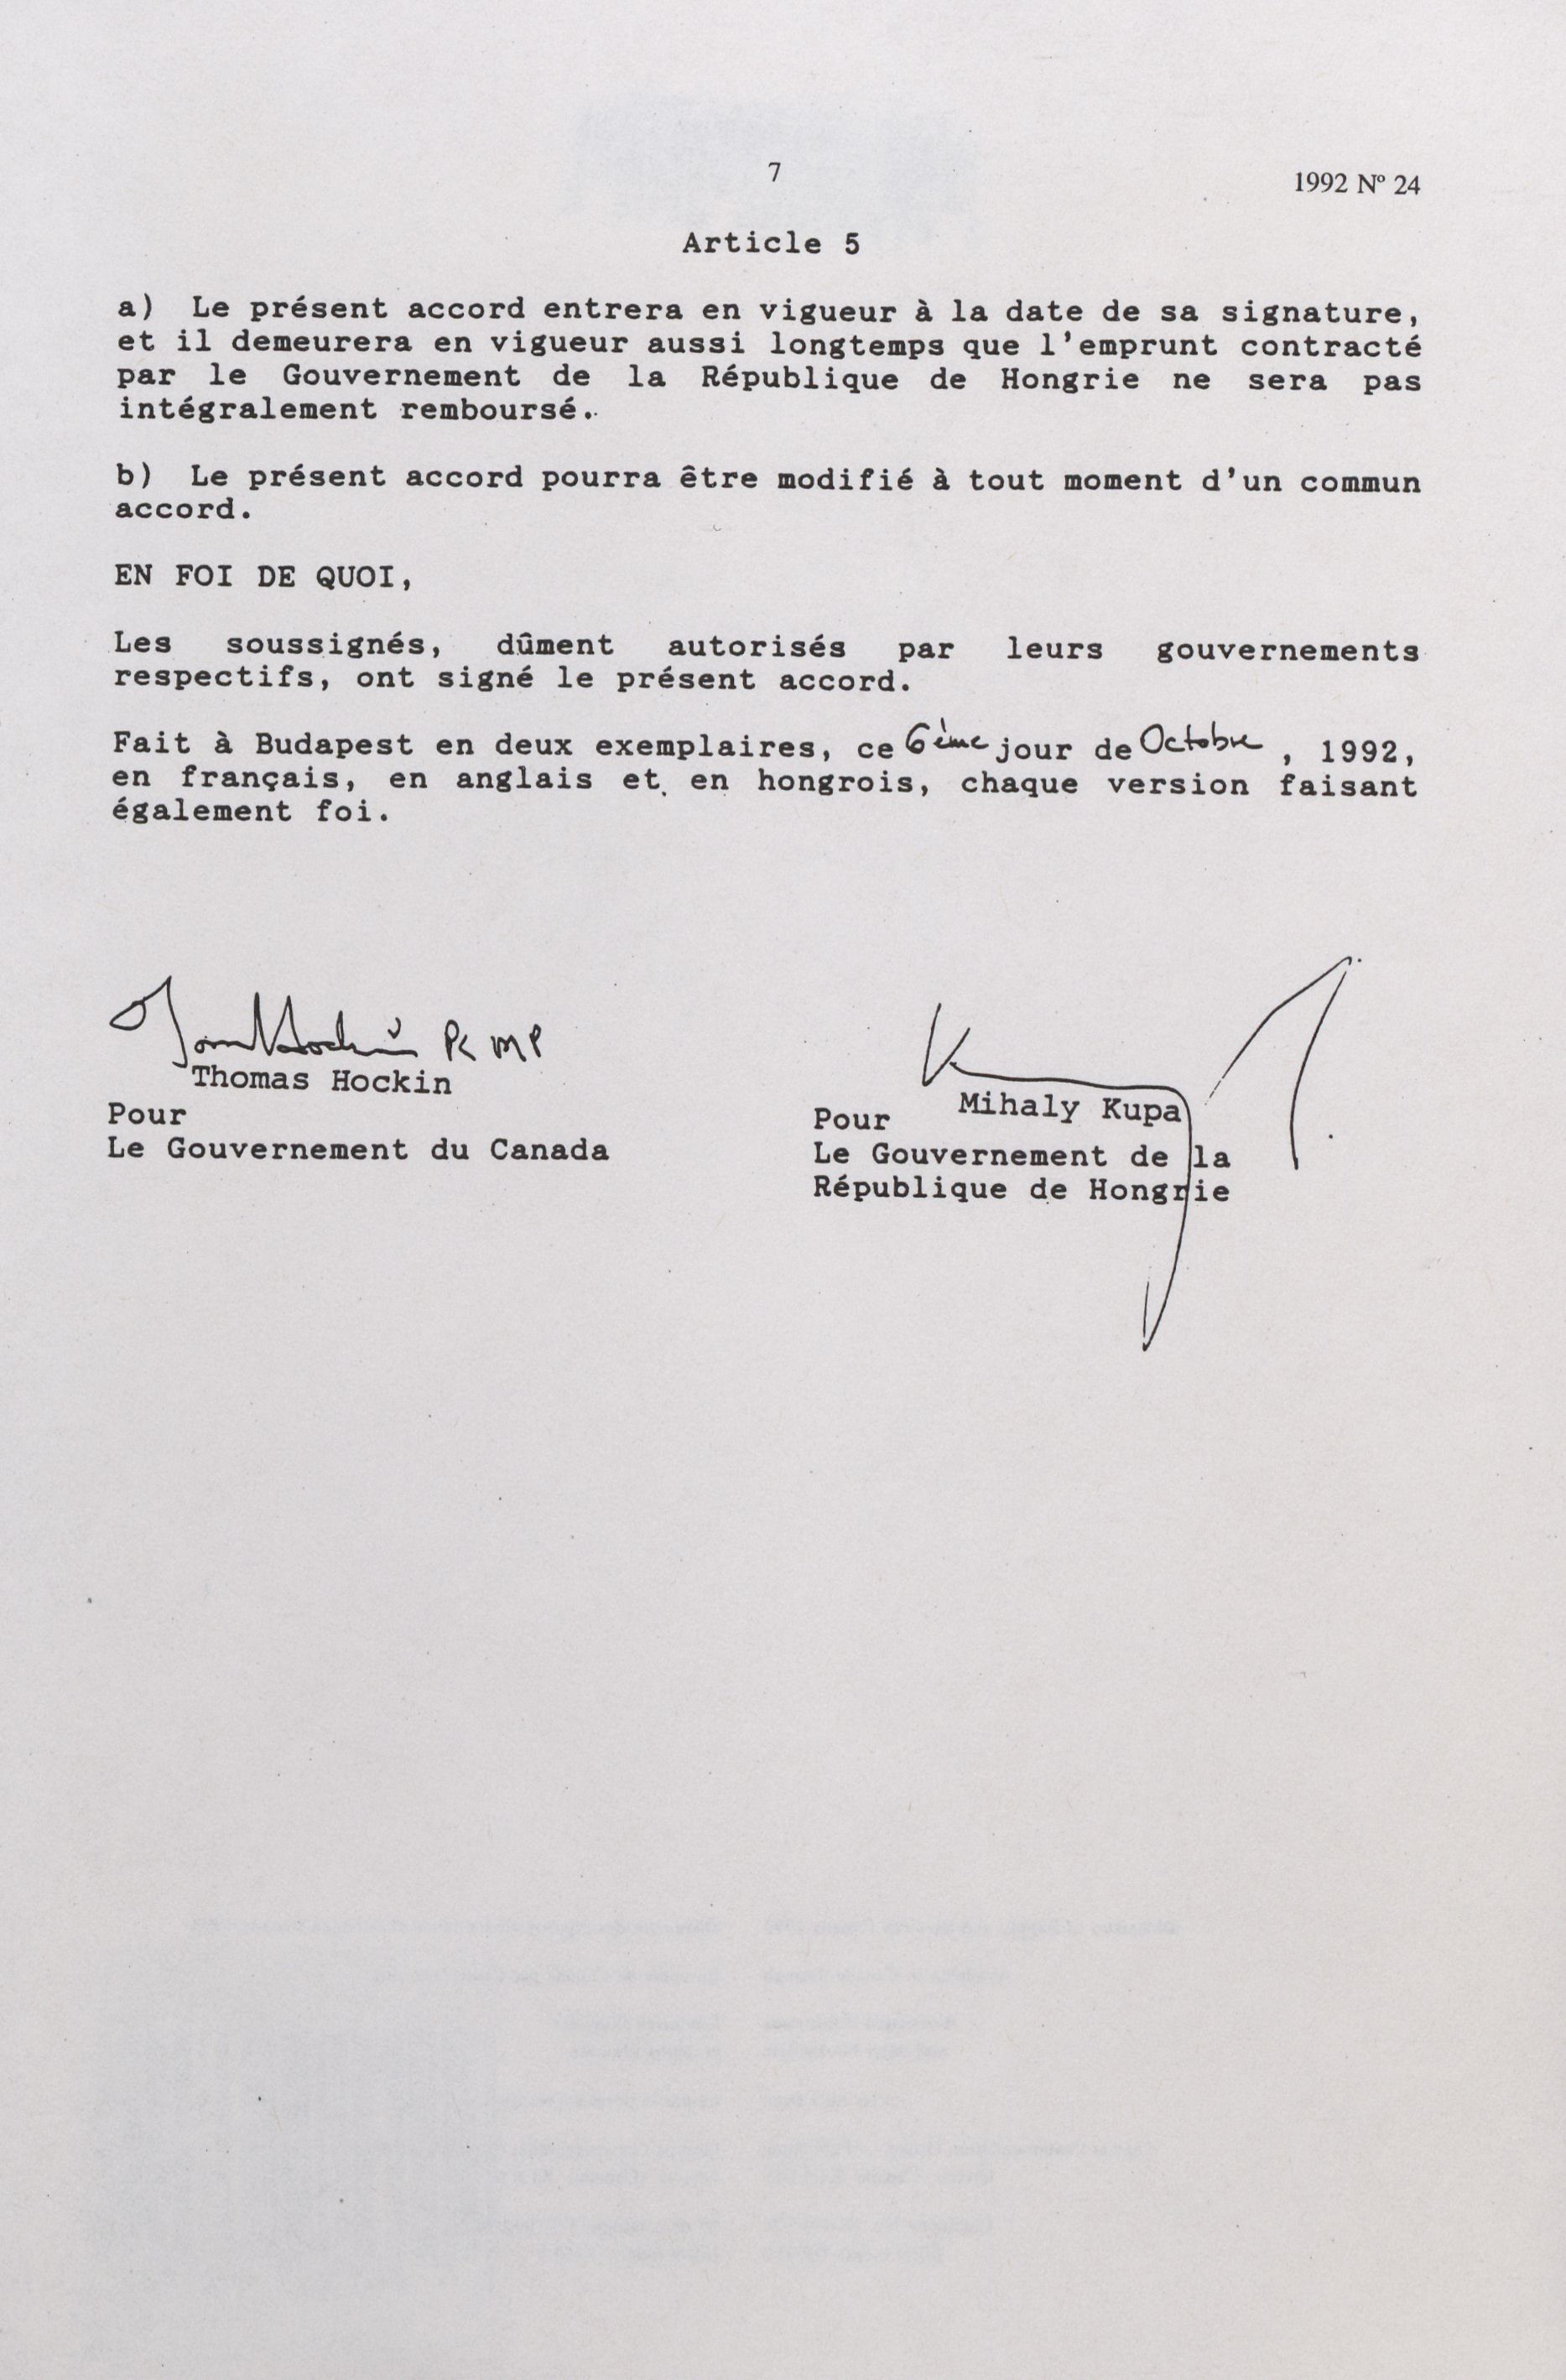 7
1992 Nº 24
Article 5
a) Le présent accord entrera en vigueur à la date de sa signature,
et il demeurera en vigueur aussi longtemps que l'emprunt contracté
par le Gouvernement de la République de Hongrie ne sera pas
intégralement remboursé.
b) Le présent accord pourra être modifié à tout moment d'un commun
accord.
EN FOI DE QUOI,
Les soussignés, dûment autorisés par leurs gouvernements
respectifs, ont signé le présent accord.
Fait à Budapest en deux exemplaires, ce 6ème jour de Octobre , 1992,
en français, en anglais et en hongrois, chaque version faisant
également foi.
Tom Hockin PC MP
Thomas Hockin
Pour
Le Gouvernement du Canada
Mihaly Kupa
Pour
Le Gouvernement de la
République de Hongrie